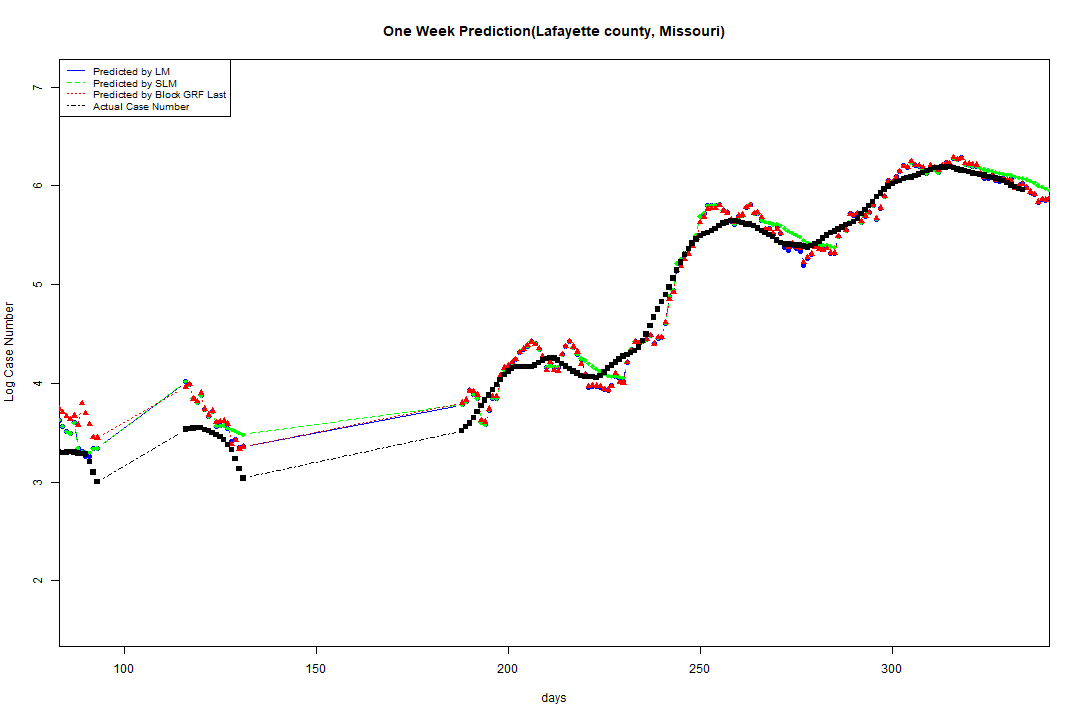 One Week Prediction(Lafayette county, Missouri)
Predicted by LM
Predicted by SLM
Predicted by Block GRF Last
Actual Case Number
7
6
5
4
3
2
Log Case Number
100 150 200 250 300
days